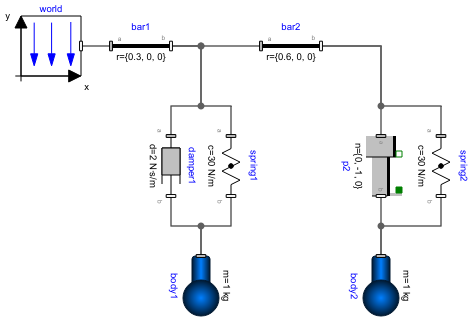 world
y
x
bar1
a
b
r={0.3, 0, 0}
bar2
a
b
r={0.6, 0, 0}
a
b
damper1
d=2 N·s/m
a
b
spring1
c=30 N/m
a
b
n={0, -1, 0}
p2
a
b
spring2
c=30 N/m
body1
m=1 kg
body2
m=1 kg